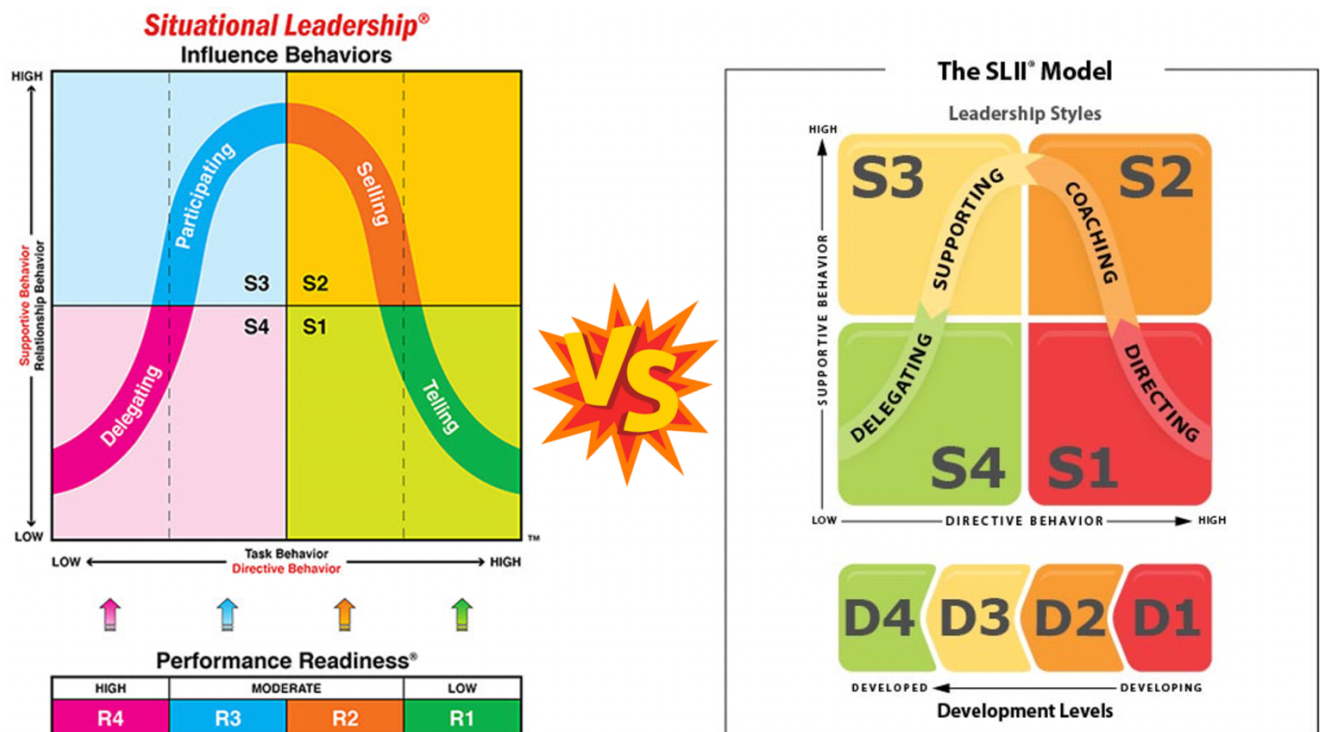 Situational Leadership®
Influence Behaviors
HIGH
Supportive Behavior
Relationship Behavior
LOW
Participating
Selling
S3 S2
S4 S1
Delegating
Telling
™
LOW
Task Behavior
Directive Behavior
HIGH
Performance Readiness®
HIGH MODERATE LOW
R4 R3 R2 R1
VS
The SLII® Model
Leadership Styles
HIGH
SUPPORTIVE BEHAVIOR
S3 S2
SUPPORTING
COACHING
DELEGATING
DIRECTING
S4 S1
LOW DIRECTIVE BEHAVIOR HIGH
D4 D3 D2 D1
DEVELOPED DEVELOPING
Development Levels